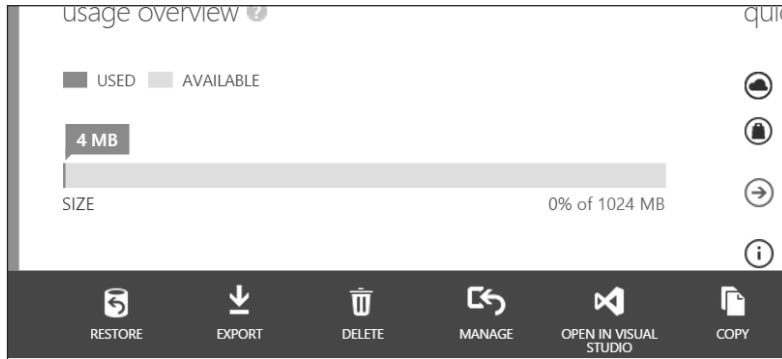 usage overview ?
USED AVAILABLE
4 MB
SIZE 0% of 1024 MB
RESTORE EXPORT DELETE MANAGE OPEN IN VISUAL COPY
STUDIO